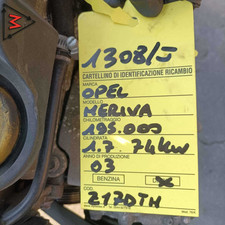 1308/J
CARTELLINO DI IDENTIFICAZIONE RICAMBIO
MARCA
OPEL
MODELLO
MERIVA
CHILOMETRAGGIO
195.000
CILINDRATA
1.7 74KW
ANNO DI PRODUZIONE
03
BENZINA
X
COD.
Z17DTH